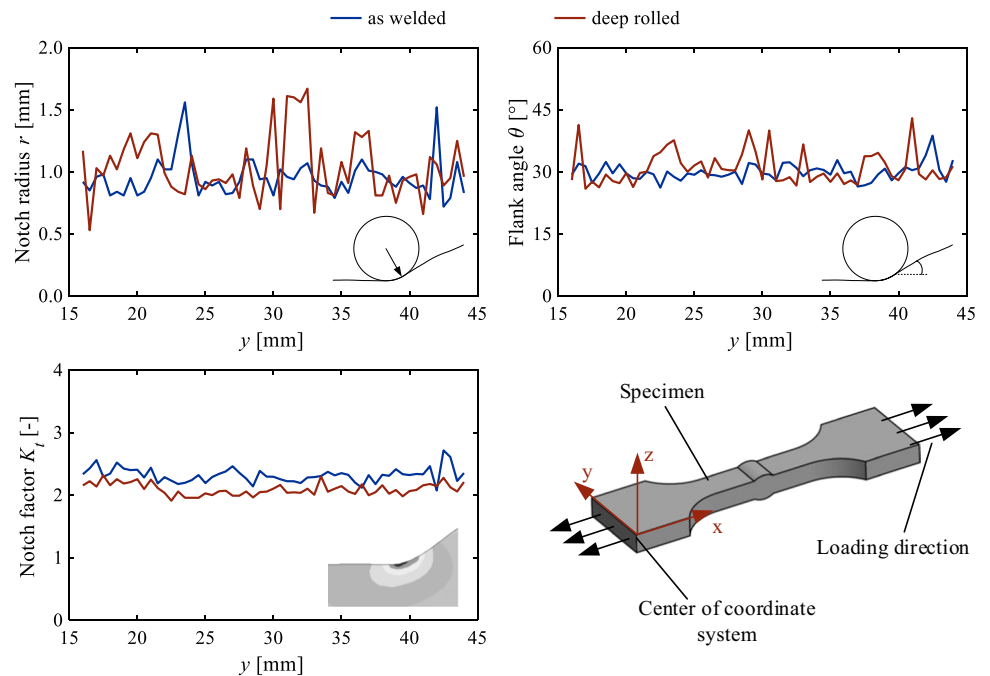 as welded
deep rolled
Notch radius r [mm]
2.0
1.5
1.0
0.5
0.0
15 20 25 30 35 40 45
y [mm]
Flank angle θ [°]
60
45
30
15
0
15 20 25 30 35 40 45
y [mm]
Notch factor Kt [-]
4
3
2
1
0
15 20 25 30 35 40 45
y [mm]
Specimen
z
y
x
Loading direction
Center of coordinate
system